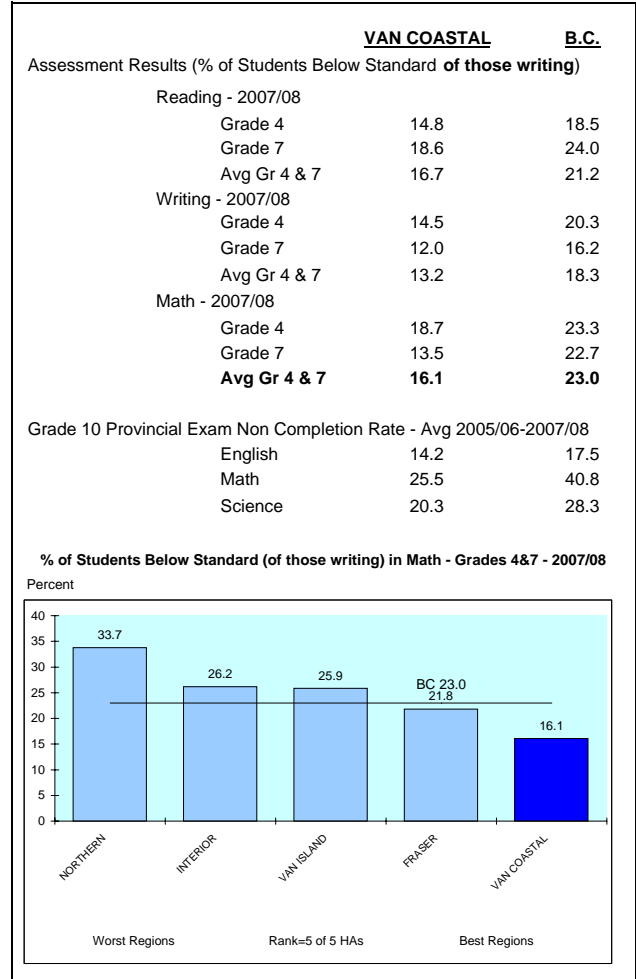 VAN COASTAL B.C.
Assessment Results (% of Students Below Standard of those writing)
Reading - 2007/08
Grade 4 14.8 18.5
Grade 7 18.6 24.0
Avg Gr 4 & 7 16.7 21.2
Writing - 2007/08
Grade 4 14.5 20.3
Grade 7 12.0 16.2
Avg Gr 4 & 7 13.2 18.3
Math - 2007/08
Grade 4 18.7 23.3
Grade 7 13.5 22.7
Avg Gr 4 & 7 16.1 23.0
Grade 10 Provincial Exam Non Completion Rate - Avg 2005/06-2007/08
English 14.2 17.5
Math 25.5 40.8
Science 20.3 28.3
% of Students Below Standard (of those writing) in Math - Grades 4&7 - 2007/08
Percent
40
35
30
25
20
15
10
5
0
33.7
26.2
25.9
BC 23.0
21.8
16.1
NORTHERN
INTERIOR
VAN ISLAND
FRASER
VAN COASTAL
Worst Regions Rank=5 of 5 HAs Best Regions